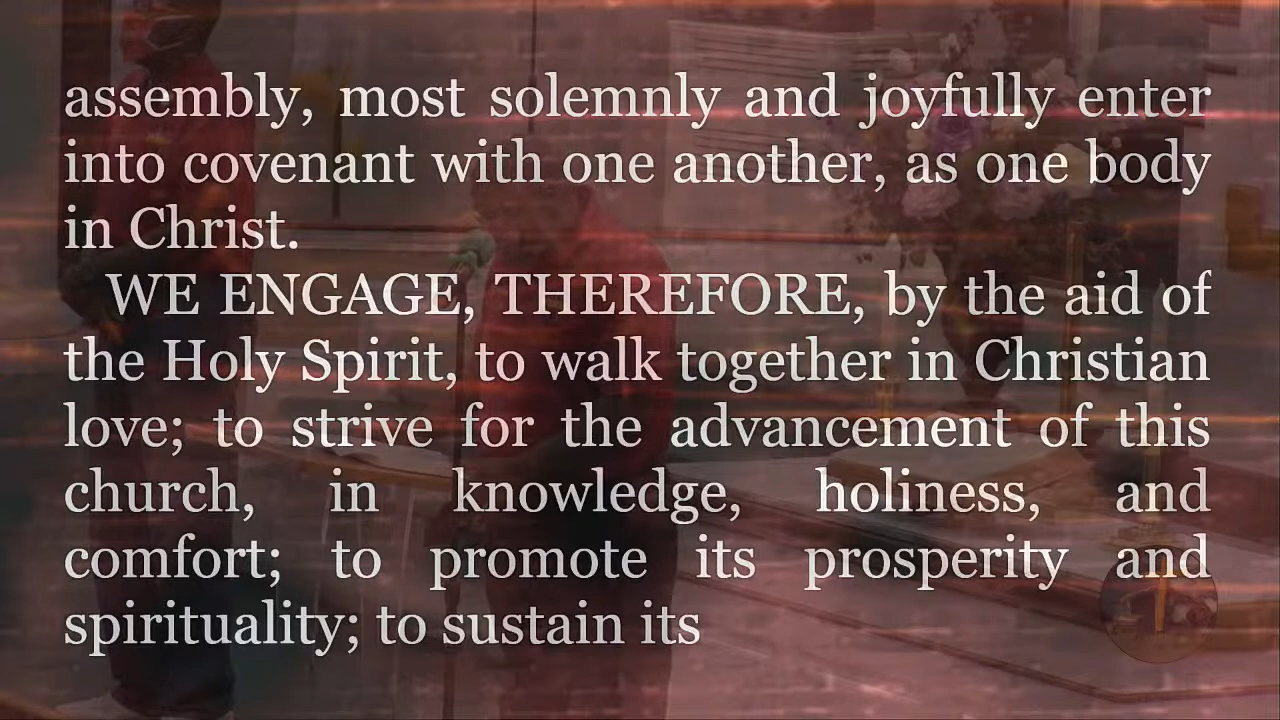 assembly, most solemnly and joyfully enter
into covenant with one another, as one body
in Christ.
WE ENGAGE, THEREFORE, by the aid of
the Holy Spirit, to walk together in Christian
love; to strive for the advancement of this
church, in knowledge, holiness, and
comfort; to promote its prosperity and
spirituality; to sustain its